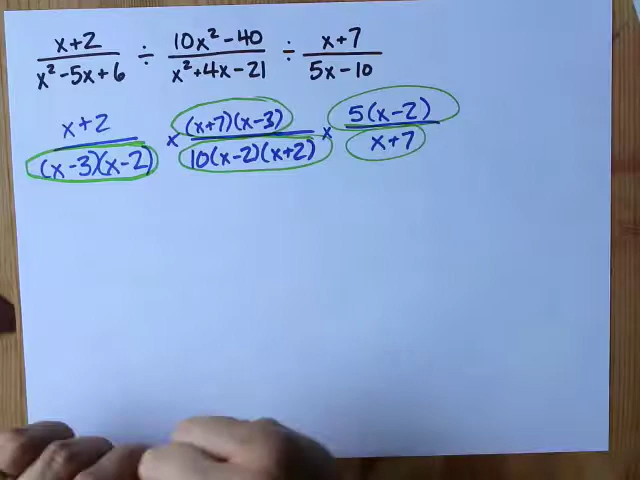 x+2 / x²-5x+6 ÷ 10x²-40 / x²+4x-21 ÷ x+7 / 5x-10
x+2 / (x-3)(x-2) × (x+7)(x-3) / 10(x-2)(x+2) × 5(x-2) / x+7